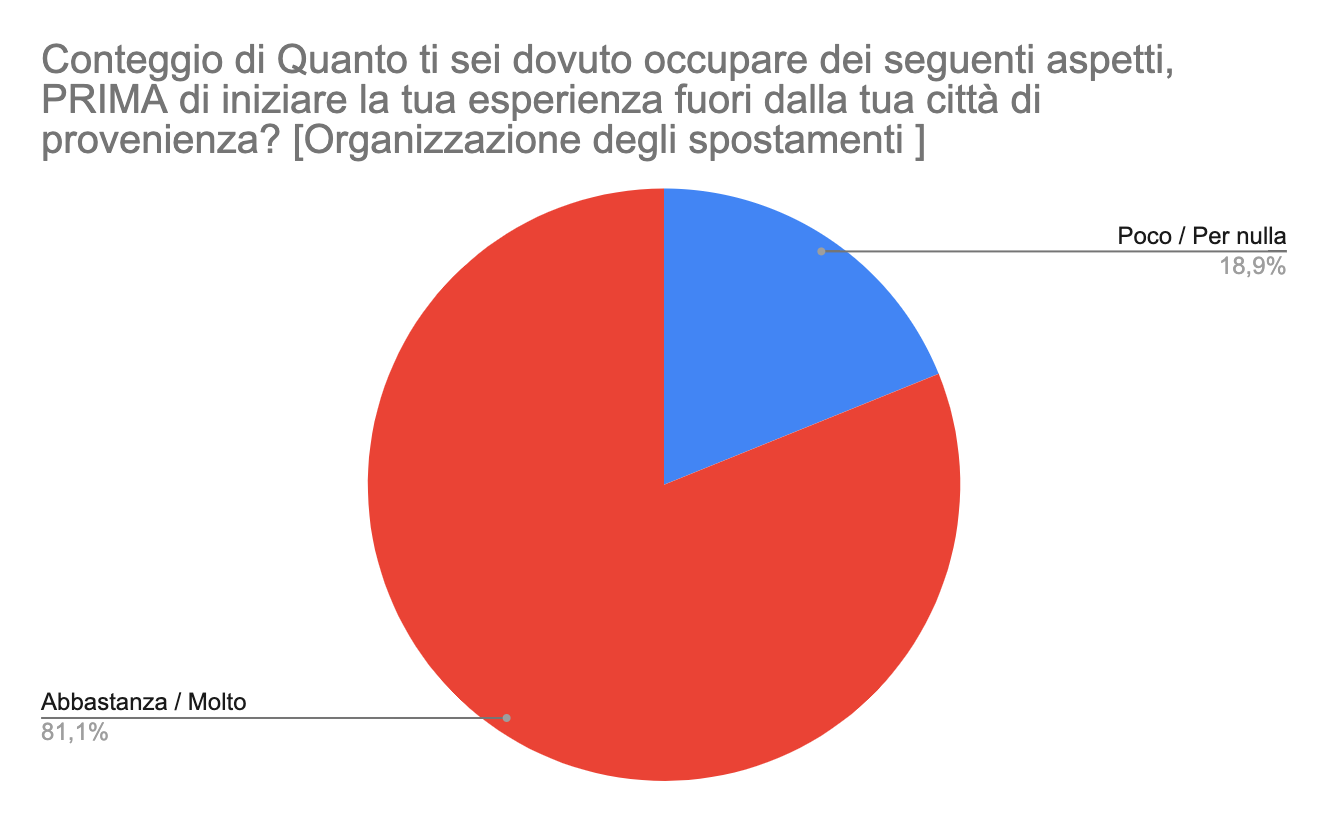 Conteggio di Quanto ti sei dovuto occupare dei seguenti aspetti,
PRIMA di iniziare la tua esperienza fuori dalla tua città di
provenienza? [Organizzazione degli spostamenti ]
Poco / Per nulla
18,9%
Abbastanza / Molto
81,1%